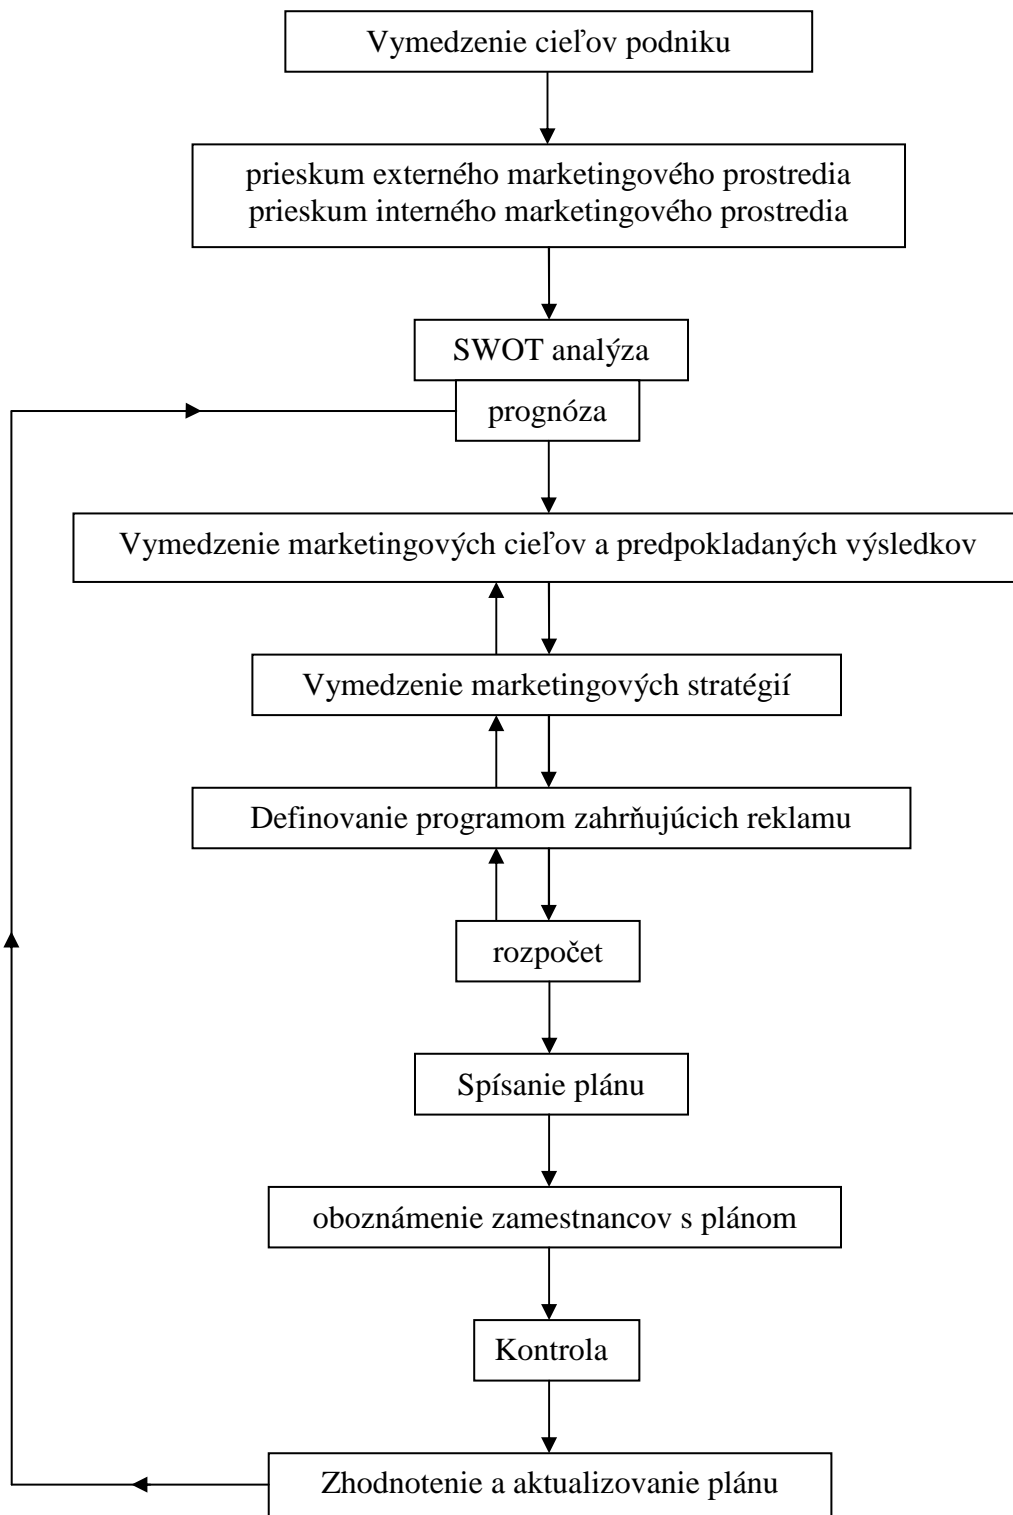 Vymedzenie cieľov podniku
prieskum externého marketingového prostredia
prieskum interného marketingového prostredia
SWOT analýza
prognóza
Vymedzenie marketingových cieľov a predpokladaných výsledkov
Vymedzenie marketingových stratégií
Definovanie programom zahrňujúcich reklamu
rozpočet
Spísanie plánu
oboznámenie zamestnancov s plánom
Kontrola
Zhodnotenie a aktualizovanie plánu